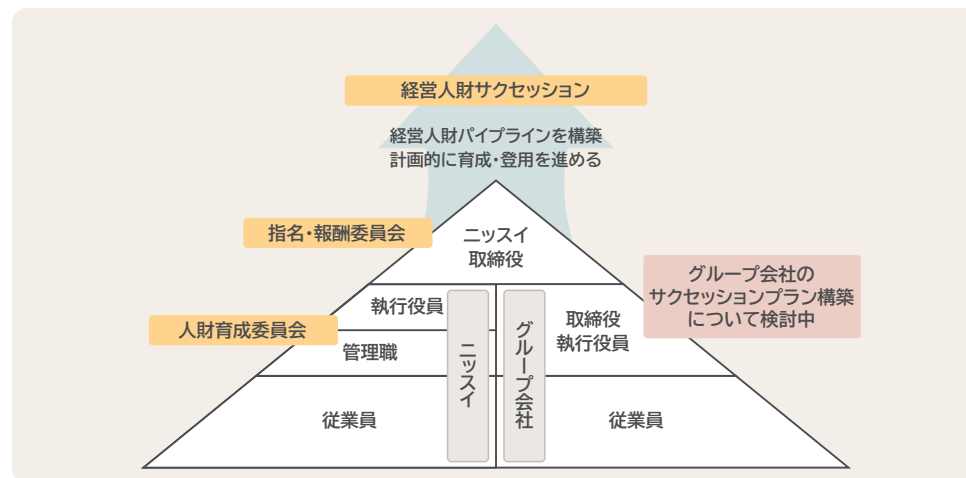 経営人財サクセッション
経営人財パイプラインを構築
計画的に育成・登用を進める
指名・報酬委員会
ニッスイ
取締役
グループ会社の
サクセッションプラン構築
について検討中
人財育成委員会
執行役員
管理職
従業員
ニッスイ
グループ会社
取締役
執行役員
従業員